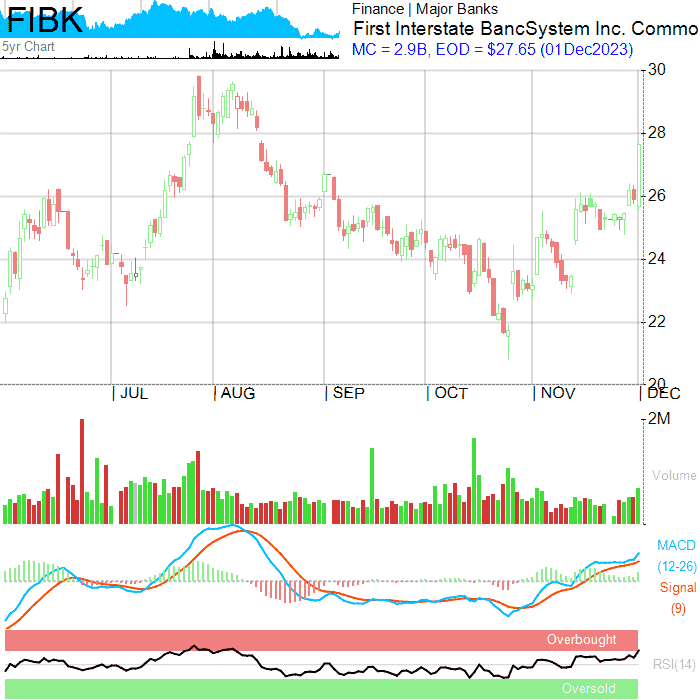 FIBK
5yr Chart
Finance | Major Banks
First Interstate BancSystem Inc. Commo
MC = 2.9B, EOD = $27.65 (01Dec2023)
30
28
26
24
22
20
JUL AUG SEP OCT NOV DEC
2M
Volume
MACD
(12-26)
Signal
(9)
Overbought
RSI(14)
Oversold